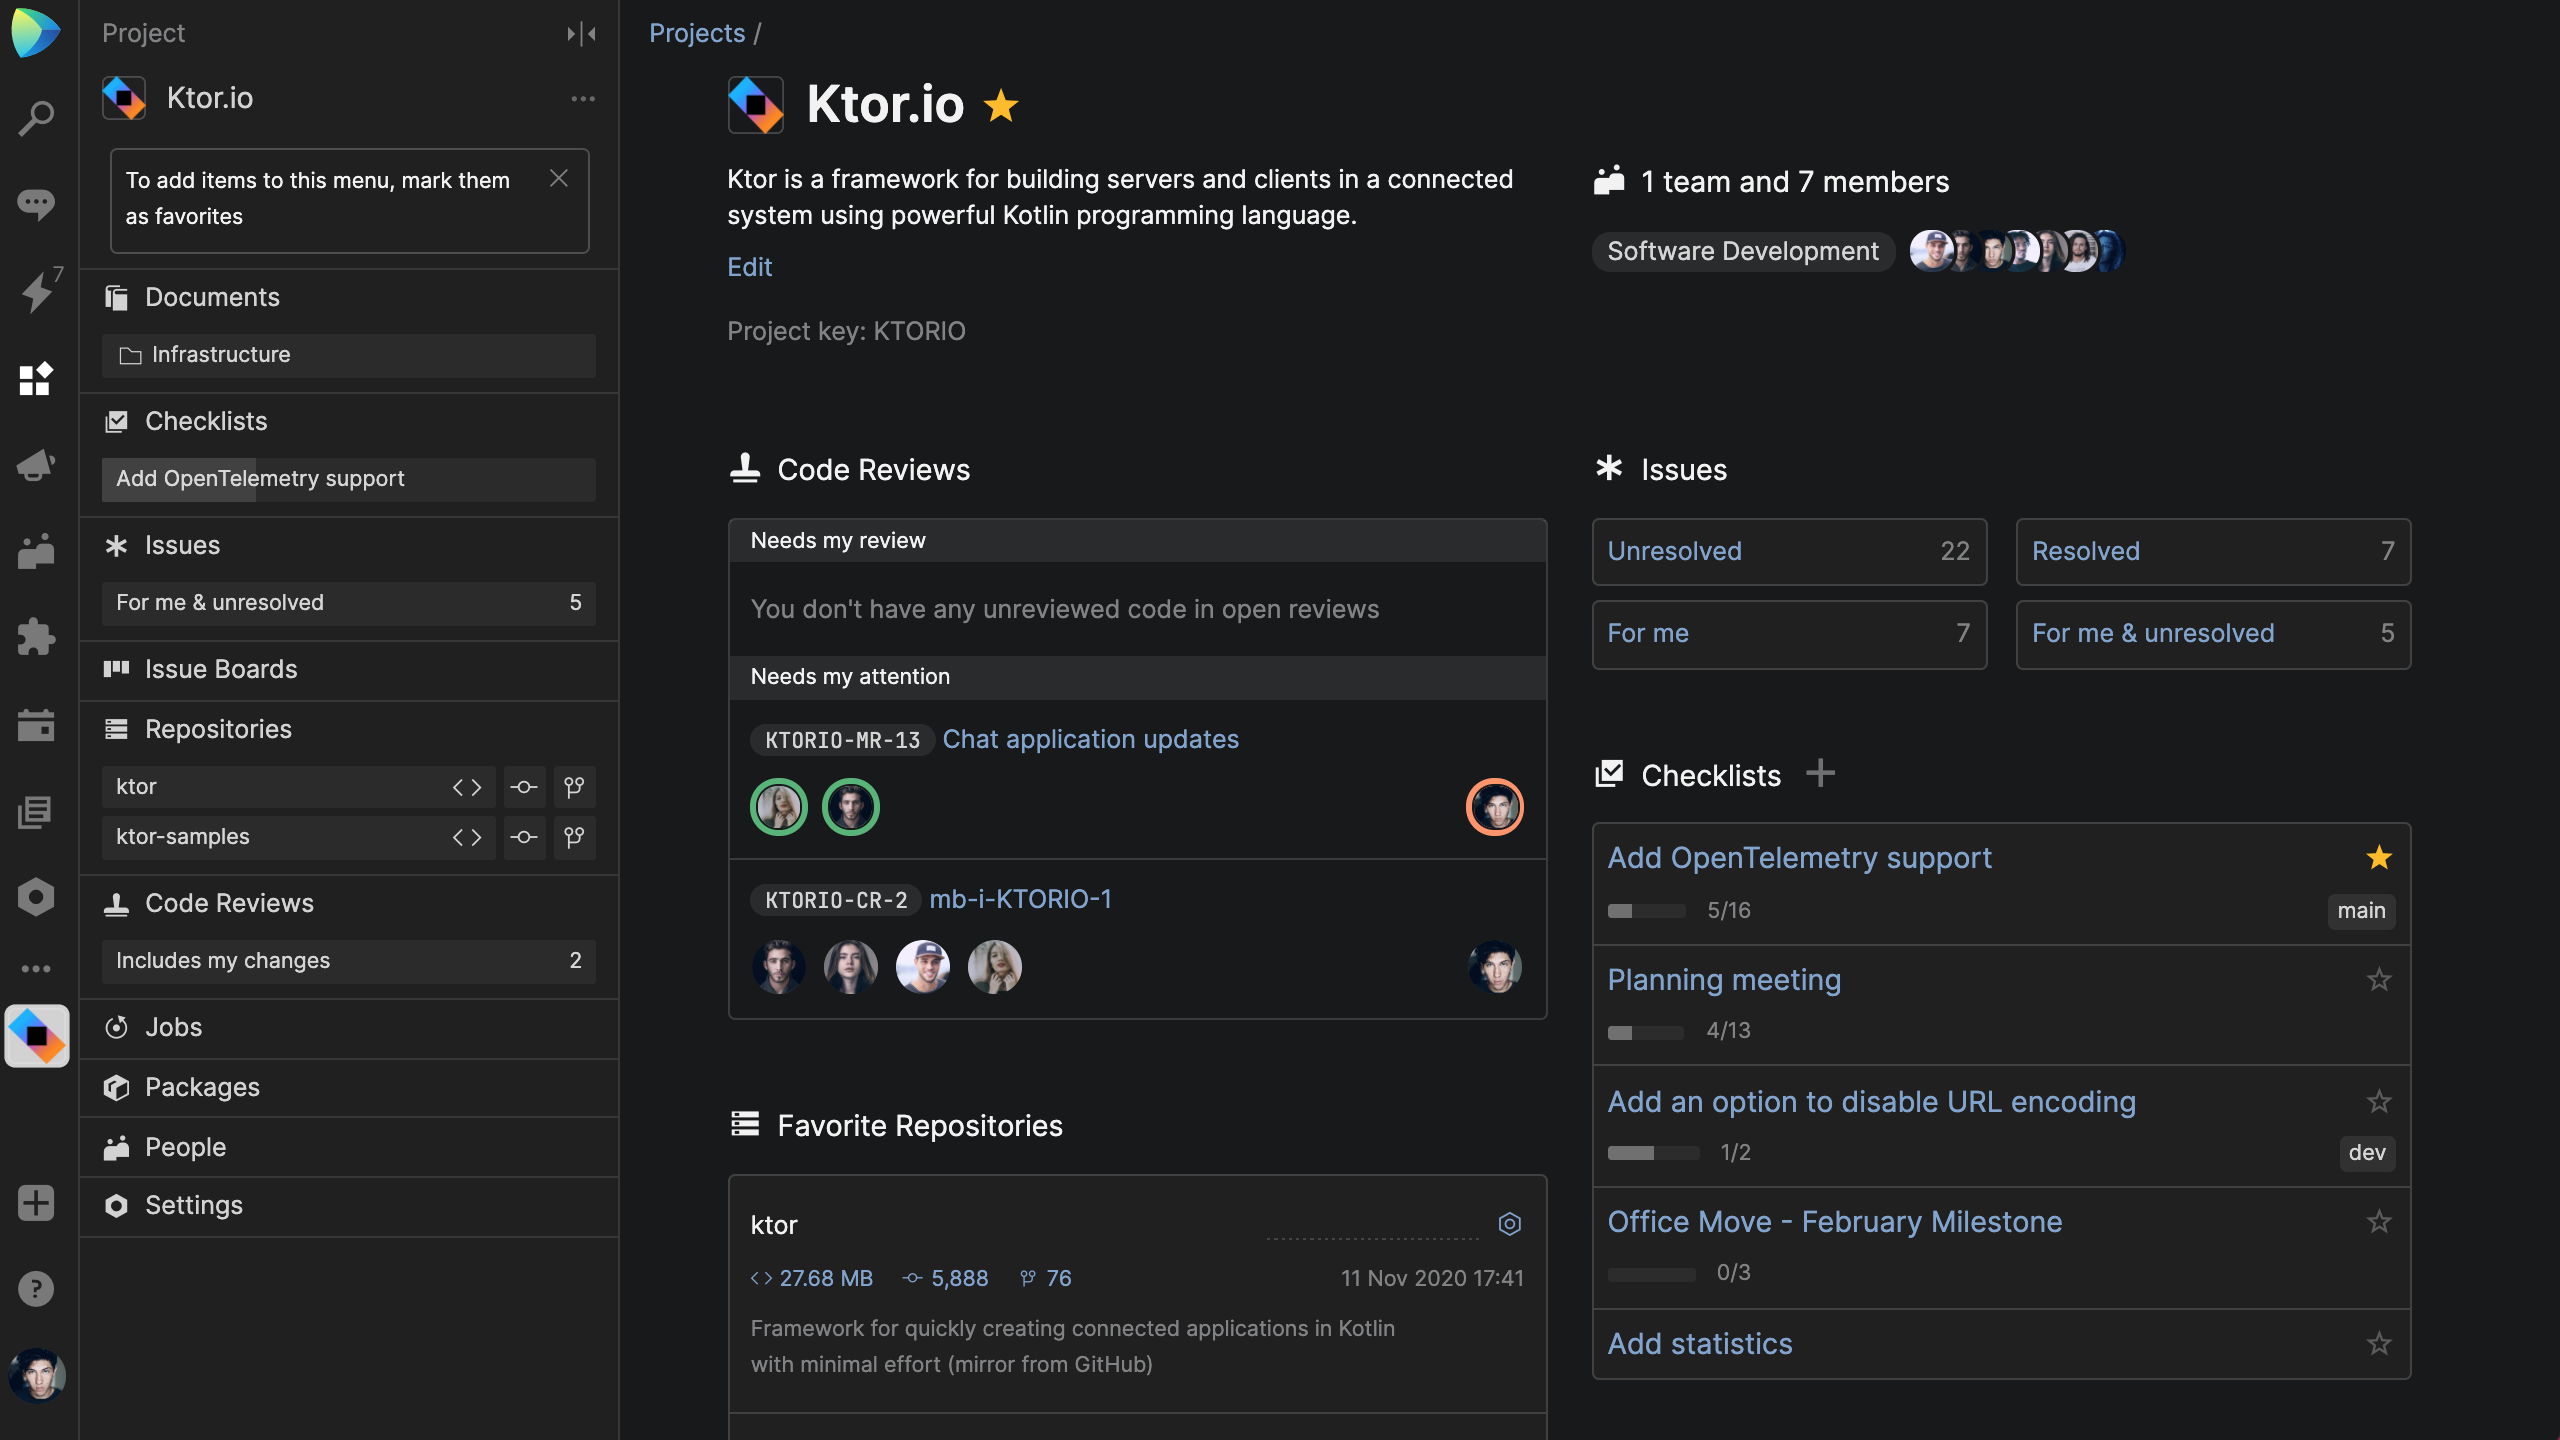 Project
Ktor.io
To add items to this menu, mark them
as favorites
7
Documents
Infrastructure
Checklists
Add OpenTelemetry support
Issues
For me & unresolved 5
Issue Boards
Repositories
ktor
ktor-samples
Code Reviews
Includes my changes 2
Jobs
Packages
People
Settings
Projects /
Ktor.io
Ktor is a framework for building servers and clients in a connected
system using powerful Kotlin programming language.
Edit
Project key: KTORIO
1 team and 7 members
Software Development
Code Reviews
Needs my review
You don't have any unreviewed code in open reviews
Needs my attention
KTORIO-MR-13 Chat application updates
KTORIO-CR-2 mb-i-KTORIO-1
Favorite Repositories
ktor
27.68 MB 5,888 76 11 Nov 2020 17:41
Framework for quickly creating connected applications in Kotlin
with minimal effort (mirror from GitHub)
Issues
Unresolved 22
Resolved 7
For me 7
For me & unresolved 5
Checklists
Add OpenTelemetry support
5/16 main
Planning meeting
4/13
Add an option to disable URL encoding
1/2 dev
Office Move - February Milestone
0/3
Add statistics